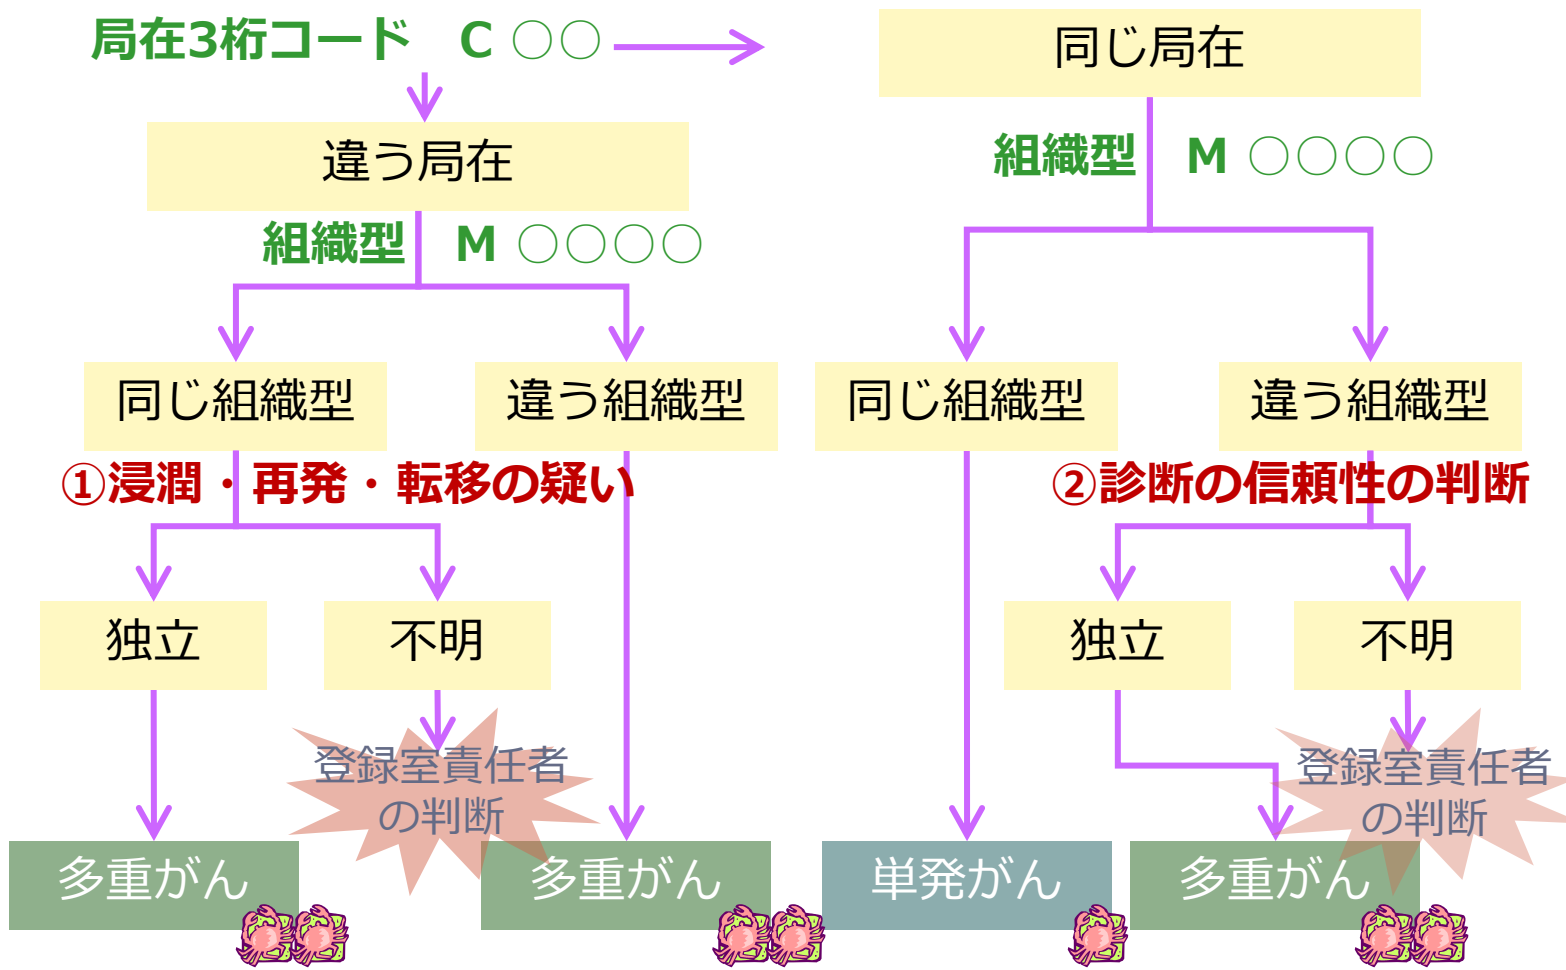 局在3桁コード　C ○○
同じ局在
違う局在
組織型　M ○○○○
組織型　M ○○○○
同じ組織型
違う組織型
同じ組織型
違う組織型
①浸潤・再発・転移の疑い
②診断の信頼性の判断
独立
不明
独立
不明
登録室責任者
の判断
登録室責任者
の判断
多重がん
多重がん
単発がん
多重がん